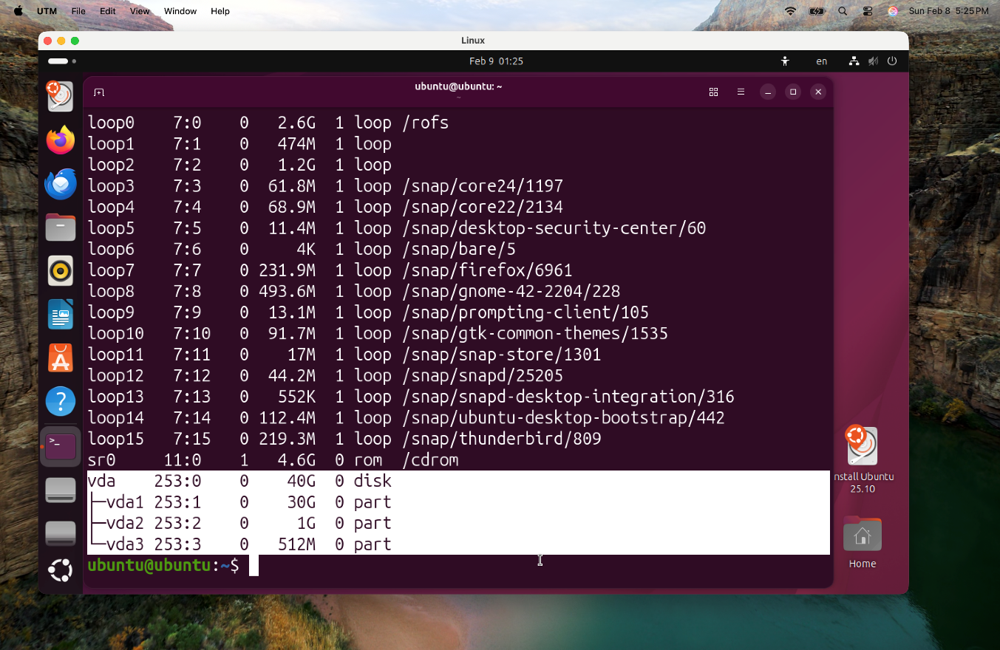 UTM File Edit View Window Help Sun Feb 8 5:25 PM
Linux
Feb 9 01:25 en
ubuntu@ubuntu: ~
~
loop0 7:0 0 2.6G 1 loop /rofs
loop1 7:1 0 474M 1 loop
loop2 7:2 0 1.2G 1 loop
loop3 7:3 0 61.8M 1 loop /snap/core24/1197
loop4 7:4 0 68.9M 1 loop /snap/core22/2134
loop5 7:5 0 11.4M 1 loop /snap/desktop-security-center/60
loop6 7:6 0 4K 1 loop /snap/bare/5
loop7 7:7 0 231.9M 1 loop /snap/firefox/6961
loop8 7:8 0 493.6M 1 loop /snap/gnome-42-2204/228
loop9 7:9 0 13.1M 1 loop /snap/prompting-client/105
loop10 7:10 0 91.7M 1 loop /snap/gtk-common-themes/1535
loop11 7:11 0 17M 1 loop /snap/snap-store/1301
loop12 7:12 0 44.2M 1 loop /snap/snapd/25205
loop13 7:13 0 552K 1 loop /snap/snapd-desktop-integration/316
loop14 7:14 0 112.4M 1 loop /snap/ubuntu-desktop-bootstrap/442
loop15 7:15 0 219.3M 1 loop /snap/thunderbird/809
sr0 11:0 1 4.6G 0 rom /cdrom
vda 253:0 0 40G 0 disk
├─vda1 253:1 0 30G 0 part
├─vda2 253:2 0 1G 0 part
└─vda3 253:3 0 512M 0 part
ubuntu@ubuntu:~$
nstall Ubuntu
25.10
Home